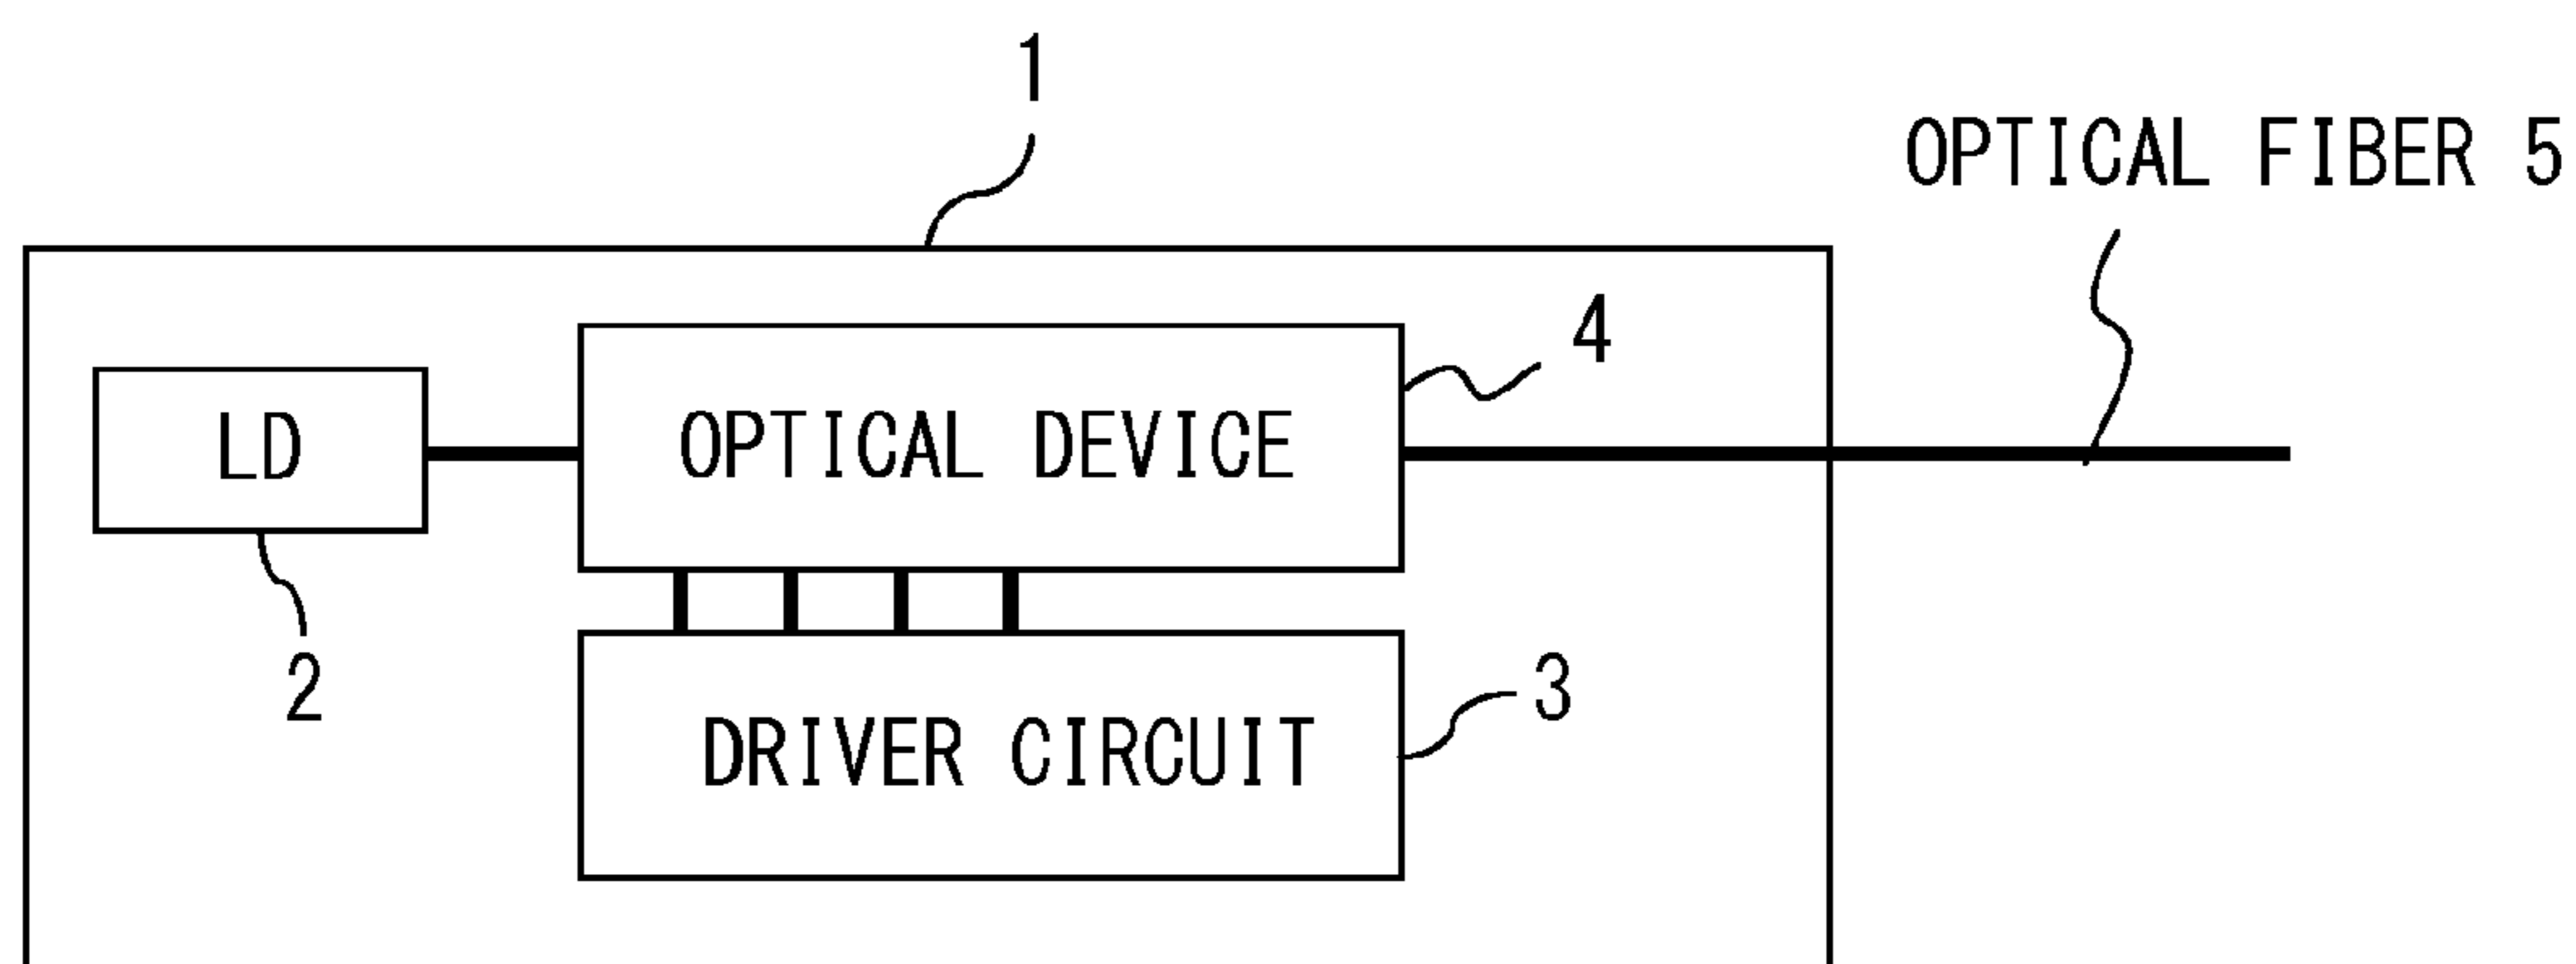 1
OPTICAL FIBER 5
4
LD
OPTICAL DEVICE
2
3
DRIVER CIRCUIT